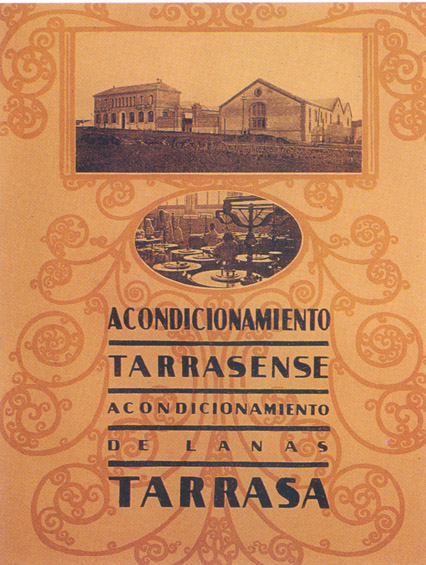 ACONDICIONAMIENTO
TARRASENSE
ACONDICIONAMIENTO
DE LANAS
TARRASA